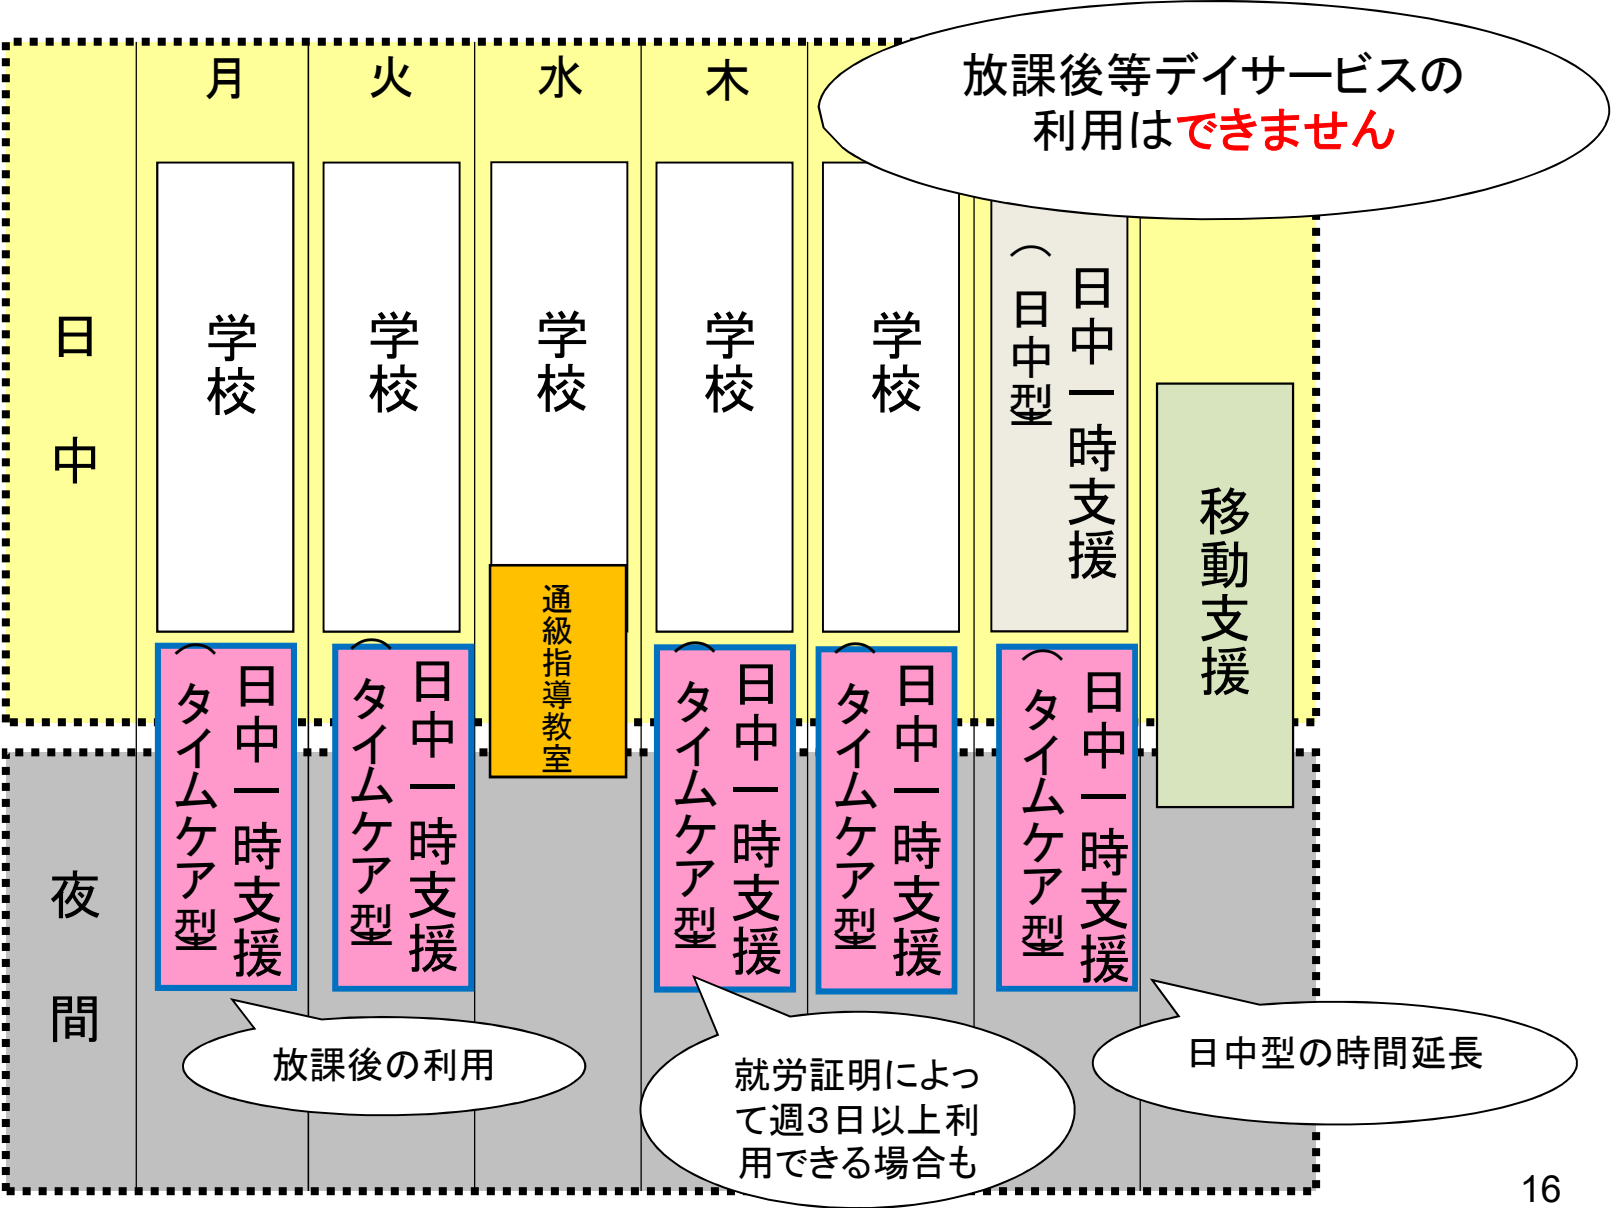 月
火
水
木
放課後等デイサービスの
利用はできません
日中
学校
学校
学校
学校
学校
日中一時支援
（日中型）
移動支援
通級指導教室
日中一時支援
（タイムケア型）
日中一時支援
（タイムケア型）
日中一時支援
（タイムケア型）
日中一時支援
（タイムケア型）
日中一時支援
（タイムケア型）
夜間
放課後の利用
就労証明によっ
て週３日以上利
用できる場合も
日中型の時間延長
16